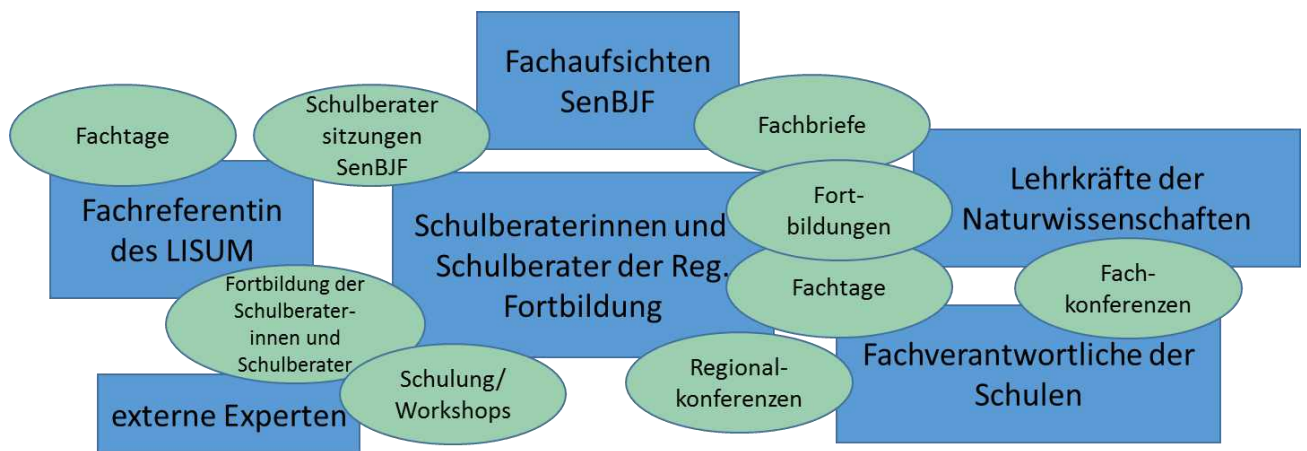 Fachaufsichten
SenBJF
Fachtage
Schulberater
sitzungen
SenBJF
Fachbriefe
Fachreferentin
des LISUM
Schulberaterinnen und
Schulberater der Reg.
Fortbildung
Fort-
bildungen
Lehrkräfte der
Naturwissenschaften
Fachtage
Fach-
konferenzen
Fortbildung der
Schulberater-
innen und
Schulberater
Schulung/
Workshops
Regional-
konferenzen
Fachverantwortliche der
Schulen
externe Experten